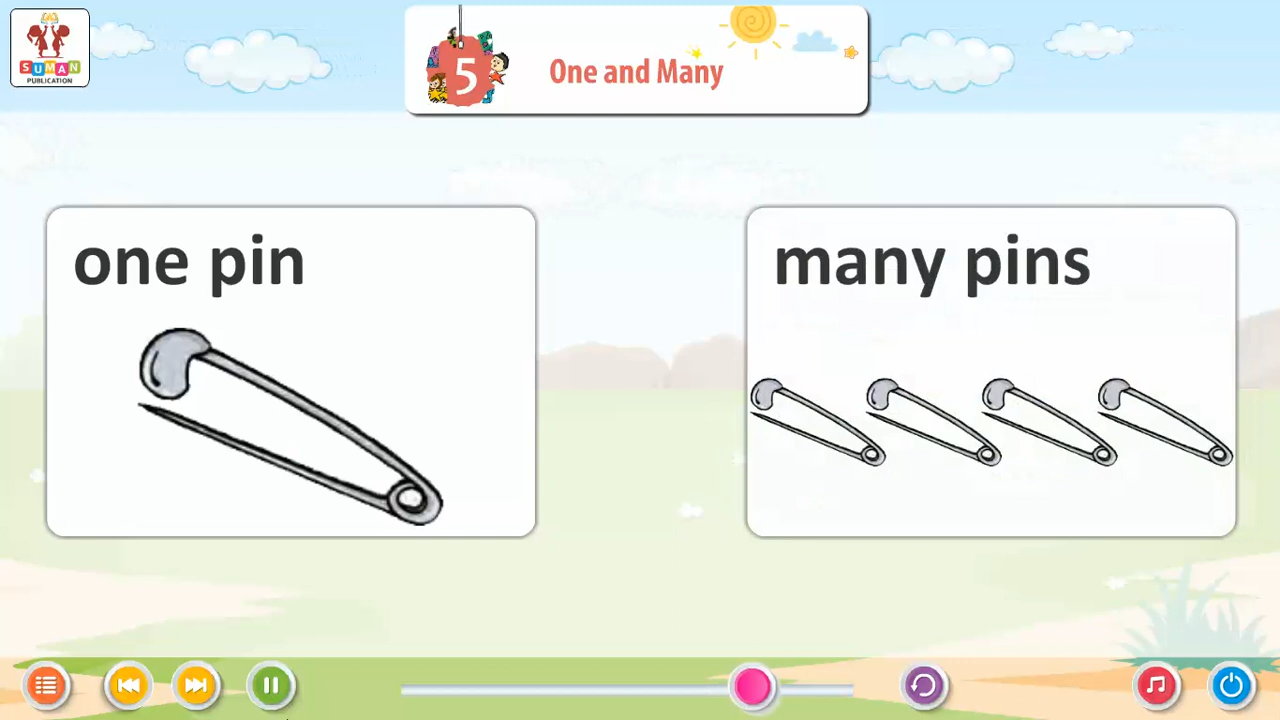 SUMAN
PUBLICATION
5
One and Many
one pin
many pins